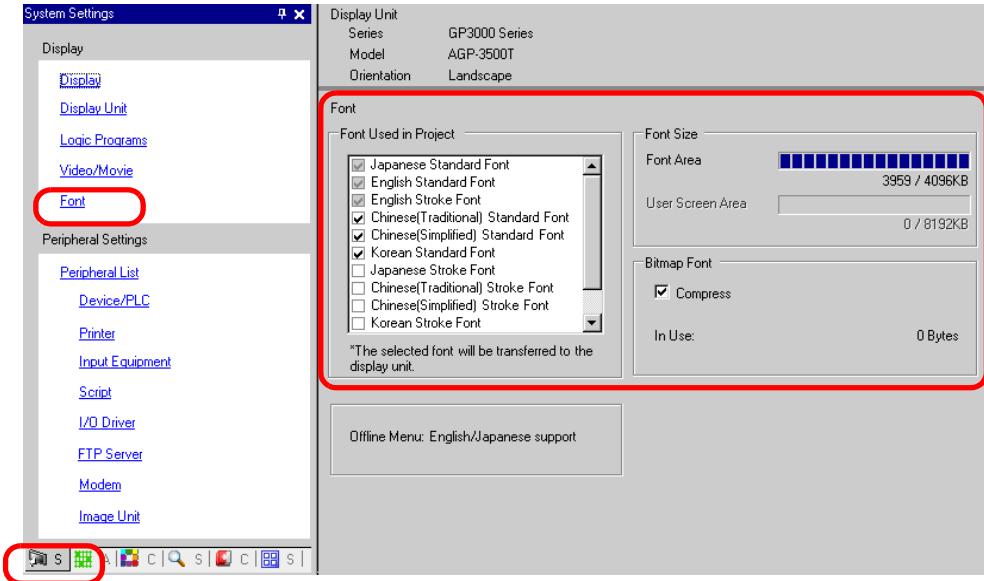 System Settings
Display
Display
Display Unit
Logic Programs
Video/Movie
Font
Peripheral Settings
Peripheral List
Device/PLC
Printer
Input Equipment
Script
I/O Driver
FTP Server
Modem
Image Unit
S A C S C S
Display Unit
Series GP3000 Series
Model AGP-3500T
Orientation Landscape
Font
Font Used in Project
Japanese Standard Font
English Standard Font
English Stroke Font
Chinese(Traditional) Standard Font
Chinese(Simplified) Standard Font
Korean Standard Font
Japanese Stroke Font
Chinese(Traditional) Stroke Font
Chinese(Simplified) Stroke Font
Korean Stroke Font
*The selected font will be transferred to the
display unit.
Font Size
Font Area
3959 / 4096KB
User Screen Area
0 / 8192KB
Bitmap Font
Compress
In Use: 0 Bytes
Offline Menu: English/Japanese support